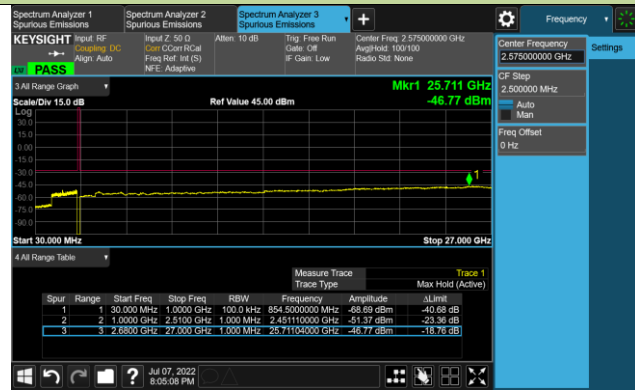 Spectrum Analyzer 1
Spurious Emissions
Spectrum Analyzer 2
Spurious Emissions
Spectrum Analyzer 3
Spurious Emissions
Frequency
KEYSIGHT
Input: RF
Coupling: DC
Align: Auto
Input Z: 50 Ω
Corr CCorr RCal
Freq Ref: Int (S)
NFE: Adaptive
Atten: 10 dB
Trig: Free Run
Gate: Off
IF Gain: Low
Center Freq: 2.575000000 GHz
Avg|Hold: 100/100
Radio Std: None
PASS
Center Frequency
2.575000000 GHz
Settings
CF Step
2.500000 MHz
Auto
Man
Freq Offset
0 Hz
3 All Range Graph
Mkr1 25.711 GHz
Scale/Div 15.0 dB
Ref Value 45.00 dBm
-46.77 dBm
Log
30.0
15.0
0.00
-15.0
-30.0
-45.0
-60.0
-75.0
-90.0
1
Start 30.000 MHz
Stop 27.000 GHz
4 All Range Table
Measure Trace Trace 1
Trace Type Max Hold (Active)
Spur Range Start Freq Stop Freq RBW Frequency Amplitude ΔLimit
1 1 30.000 MHz 1.0000 GHz 100.0 kHz 854.5000000 MHz -68.69 dBm -40.68 dB
2 2 1.0000 GHz 2.5100 GHz 1.000 MHz 2.451110000 GHz -51.37 dBm -23.36 dB
3 3 2.6800 GHz 27.000 GHz 1.000 MHz 25.71104000 GHz -46.77 dBm -18.76 dB
Jul 07, 2022
8:05:08 PM